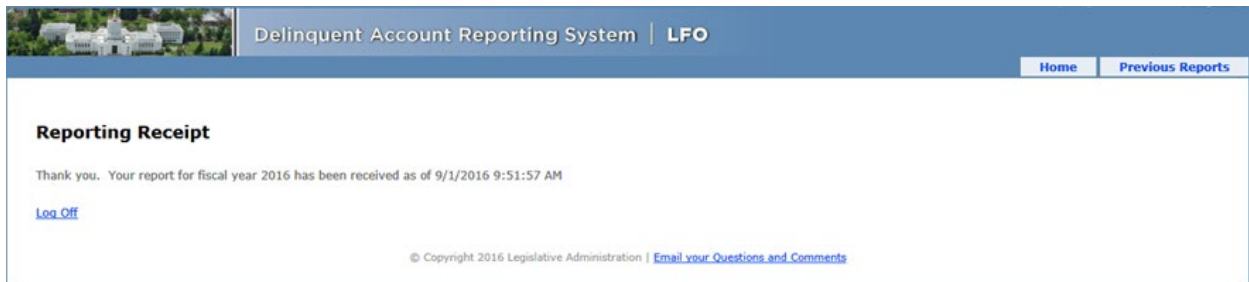 Delinquent Account Reporting System | LFO
Home Previous Reports
Reporting Receipt
Thank you. Your report for fiscal year 2016 has been received as of 9/1/2016 9:51:57 AM
Log Off
© Copyright 2016 Legislative Administration | Email your Questions and Comments